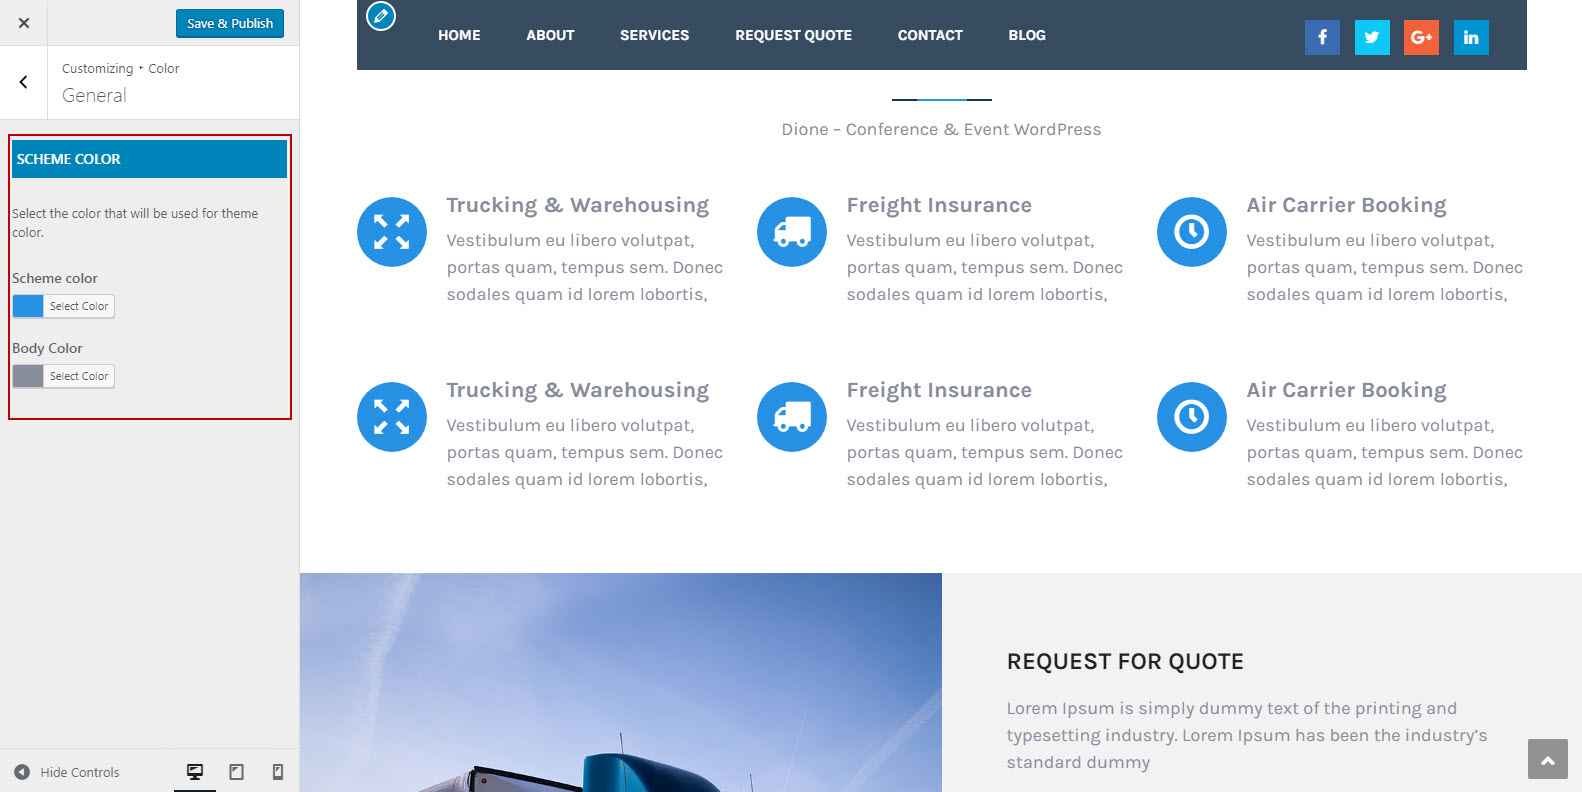 Save & Publish
Customizing ▸ Color
General
SCHEME COLOR
Select the color that will be used for theme
color.
Scheme color
Select Color
Body Color
Select Color
Hide Controls
HOME ABOUT SERVICES REQUEST QUOTE CONTACT BLOG
Dione – Conference & Event WordPress
Trucking & Warehousing
Vestibulum eu libero volutpat,
portas quam, tempus sem. Donec
sodales quam id lorem lobortis,
Freight Insurance
Vestibulum eu libero volutpat,
portas quam, tempus sem. Donec
sodales quam id lorem lobortis,
Air Carrier Booking
Vestibulum eu libero volutpat,
portas quam, tempus sem. Donec
sodales quam id lorem lobortis,
Trucking & Warehousing
Vestibulum eu libero volutpat,
portas quam, tempus sem. Donec
sodales quam id lorem lobortis,
Freight Insurance
Vestibulum eu libero volutpat,
portas quam, tempus sem. Donec
sodales quam id lorem lobortis,
Air Carrier Booking
Vestibulum eu libero volutpat,
portas quam, tempus sem. Donec
sodales quam id lorem lobortis,
REQUEST FOR QUOTE
Lorem Ipsum is simply dummy text of the printing and
typesetting industry. Lorem Ipsum has been the industry’s
standard dummy